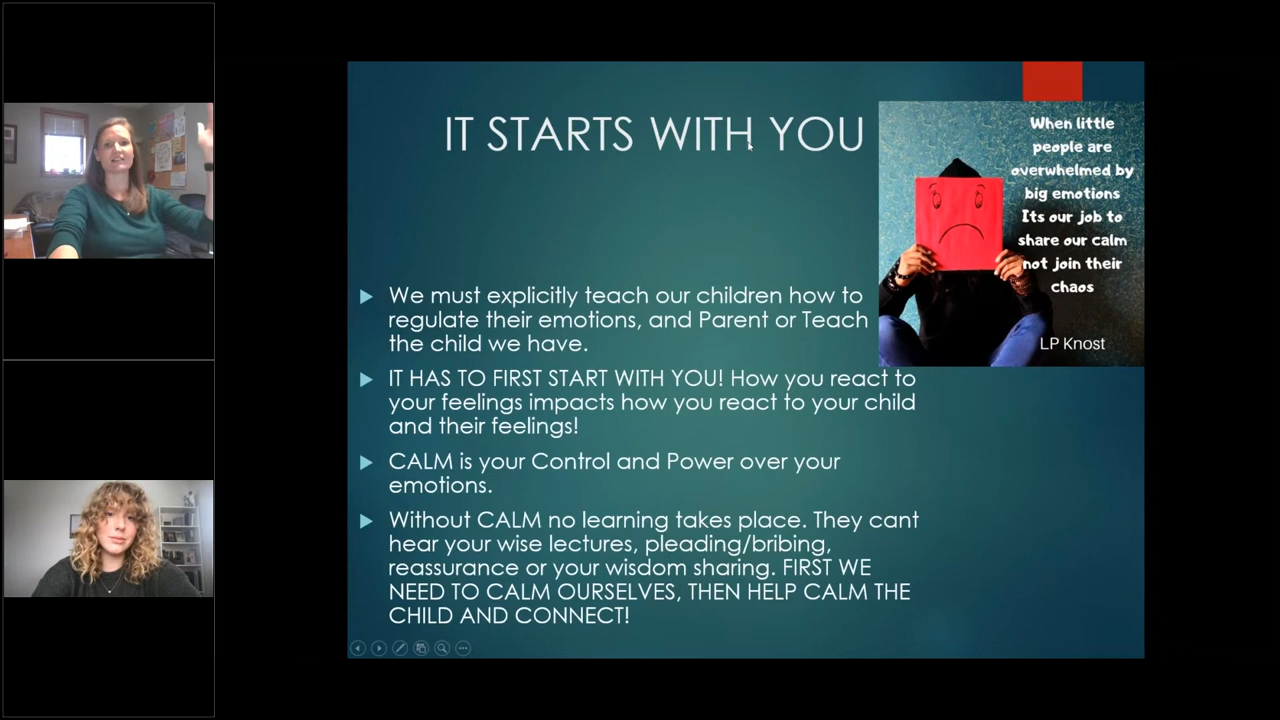 IT STARTS WITH YOU
When little
people are
overwhelmed by
big emotions
Its our job to
share our calm
not join their
chaos
LP Knost
We must explicitly teach our children how to
regulate their emotions, and Parent or Teach
the child we have.
IT HAS TO FIRST START WITH YOU! How you react to
your feelings impacts how you react to your child
and their feelings!
CALM is your Control and Power over your
emotions.
Without CALM no learning takes place. They cant
hear your wise lectures, pleading/bribing,
reassurance or your wisdom sharing. FIRST WE
NEED TO CALM OURSELVES, THEN HELP CALM THE
CHILD AND CONNECT!